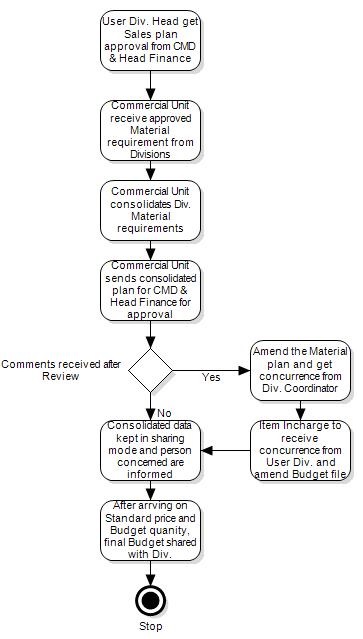 User Div. Head get
Sales plan
approval from CMD
& Head Finance
Commercial Unit
receive approved
Material
requirement from
Divisions
Commercial Unit
consolidates Div.
Material
requirements
Commercial Unit
sends consolidated
plan for CMD &
Head Finance for
approval
Comments received after
Review
Yes
Amend the Material
plan and get
concurrence from
Div. Coordinator
No
Item Incharge to
receive
concurrence from
User Div. and
amend Budget file
Consolidated data
kept in sharing
mode and person
concerned are
informed
After arriving on
Standard price and
Budget quanity,
final Budget shared
with Div.
Stop